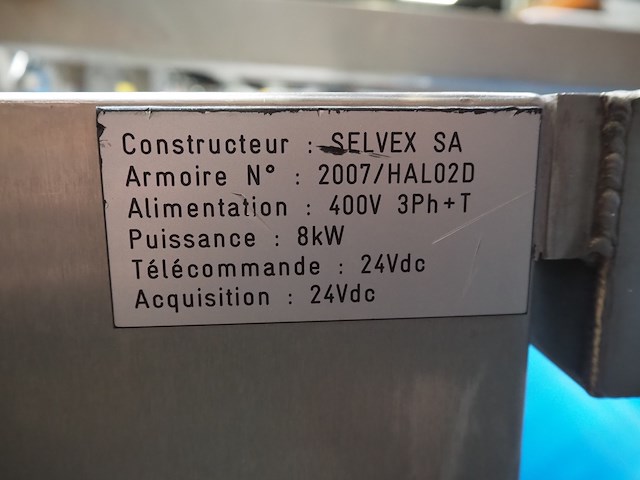 Constructeur : SELVEX SA
Armoire N° : 2007/HAL02D
Alimentation : 400V 3Ph+T
Puissance : 8kW
Télécommande : 24Vdc
Acquisition : 24Vdc